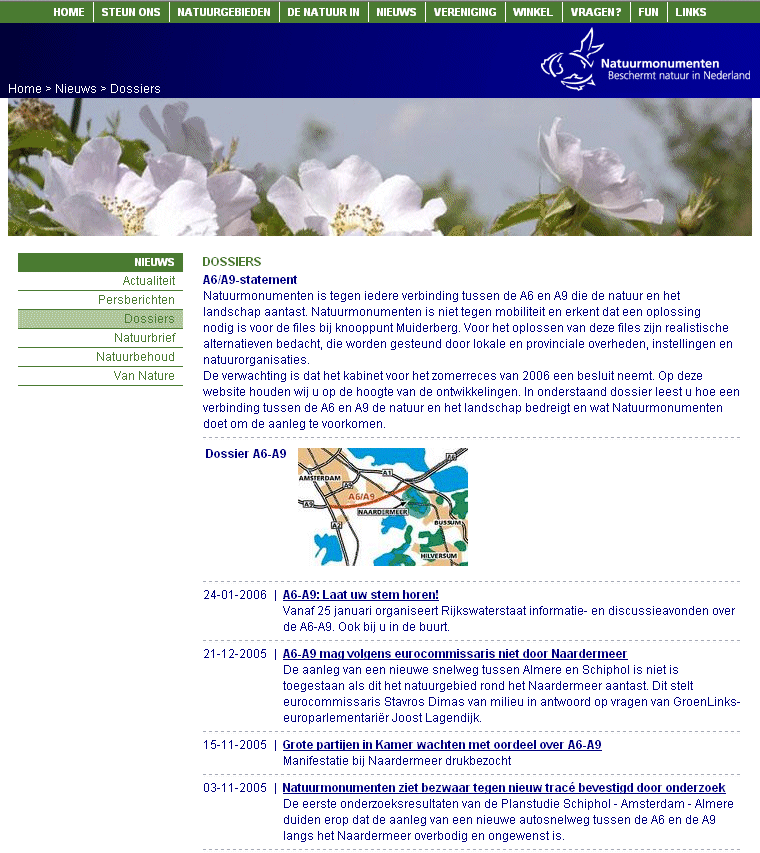 HOME STEUN ONS NATUURGEBIEDEN DE NATUUR IN NIEUWS VERENIGING WINKEL VRAGEN? FUN LINKS
Natuurmonumenten
Beschermt natuur in Nederland
Home > Nieuws > Dossiers
NIEUWS
Actualiteit
Persberichten
Dossiers
Natuurbrief
Natuurbehoud
Van Nature
DOSSIERS
A6/A9-statement
Natuurmonumenten is tegen iedere verbinding tussen de A6 en A9 die de natuur en het
landschap aantast. Natuurmonumenten is niet tegen mobiliteit en erkent dat een oplossing
nodig is voor de files bij knooppunt Muiderberg. Voor het oplossen van deze files zijn realistische
alternatieven bedacht, die worden gesteund door lokale en provinciale overheden, instellingen en
natuurorganisaties.
De verwachting is dat het kabinet voor het zomerreces van 2006 een besluit neemt. Op deze
website houden wij u op de hoogte van de ontwikkelingen. In onderstaand dossier leest u hoe een
verbinding tussen de A6 en A9 de natuur en het landschap bedreigt en wat Natuurmonumenten
doet om de aanleg te voorkomen.
Dossier A6-A9
A6
A1
AMSTERDAM
A2
A6/A9
A9
NAARDERMEER
A2
BUSSUM
HILVERSUM
24-01-2006 | A6-A9: Laat uw stem horen!
Vanaf 25 januari organiseert Rijkswaterstaat informatie- en discussieavonden over
de A6-A9. Ook bij u in de buurt.
21-12-2005 | A6-A9 mag volgens eurocommissaris niet door Naardermeer
De aanleg van een nieuwe snelweg tussen Almere en Schiphol is niet is
toegestaan als dit het natuurgebied rond het Naardermeer aantast. Dit stelt
eurocommissaris Stavros Dimas van milieu in antwoord op vragen van GroenLinks-
europarlementariër Joost Lagendijk.
15-11-2005 | Grote partijen in Kamer wachten met oordeel over A6-A9
Manifestatie bij Naardermeer drukbezocht
03-11-2005 | Natuurmonumenten ziet bezwaar tegen nieuw tracé bevestigd door onderzoek
De eerste onderzoeksresultaten van de Planstudie Schiphol - Amsterdam - Almere
duiden erop dat de aanleg van een nieuwe autosnelweg tussen de A6 en de A9
langs het Naardermeer overbodig en ongewenst is.